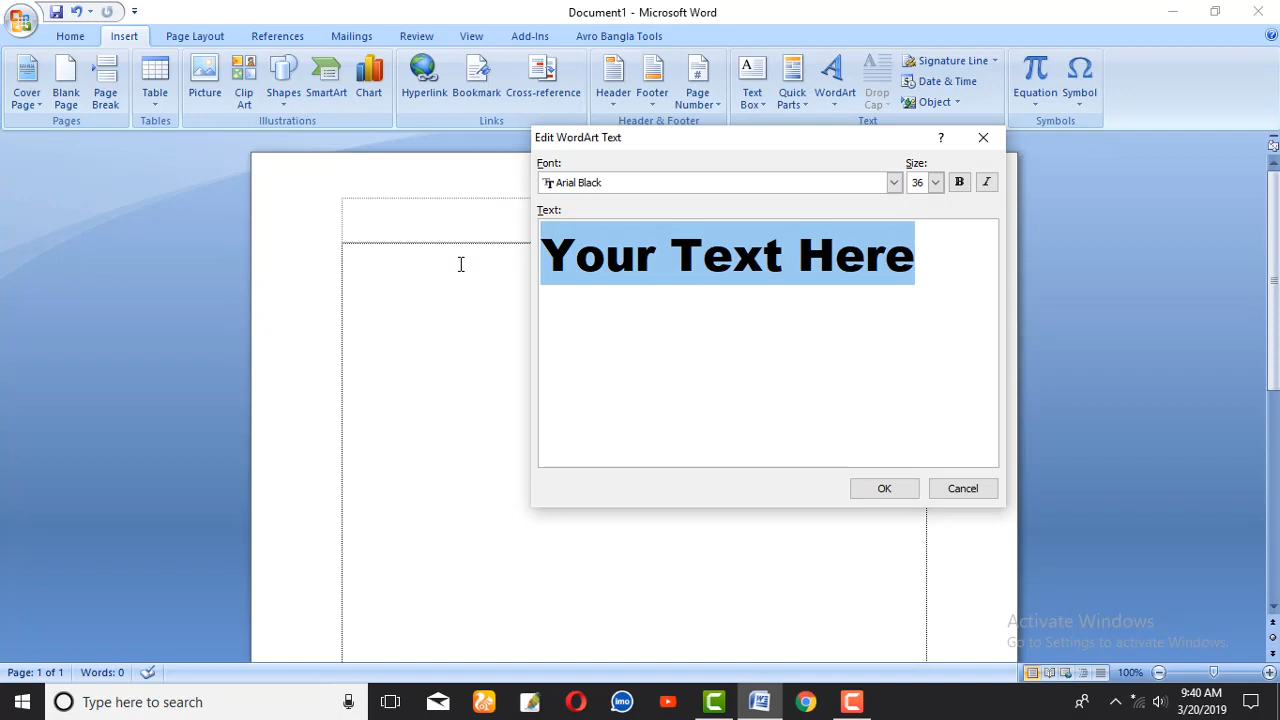 Document1 - Microsoft Word
Home Insert Page Layout References Mailings Review View Add-Ins Avro Bangla Tools
Cover Page Blank Page Page Break Table Picture Clip Art Shapes SmartArt Chart Hyperlink Bookmark Cross-reference Header Footer Page Number Text Box Quick Parts WordArt Drop Cap Signature Line Date & Time Object Equation Symbol
Pages Tables Illustrations Links Header & Footer Text Symbols
Edit WordArt Text ?
Font: Size:
Arial Black 36 B I
Text:
Your Text Here
OK Cancel
Activate Windows
Go to Settings to activate Windows.
Page: 1 of 1 Words: 0 100%
Type here to search imo W 9:40 AM
3/20/2019